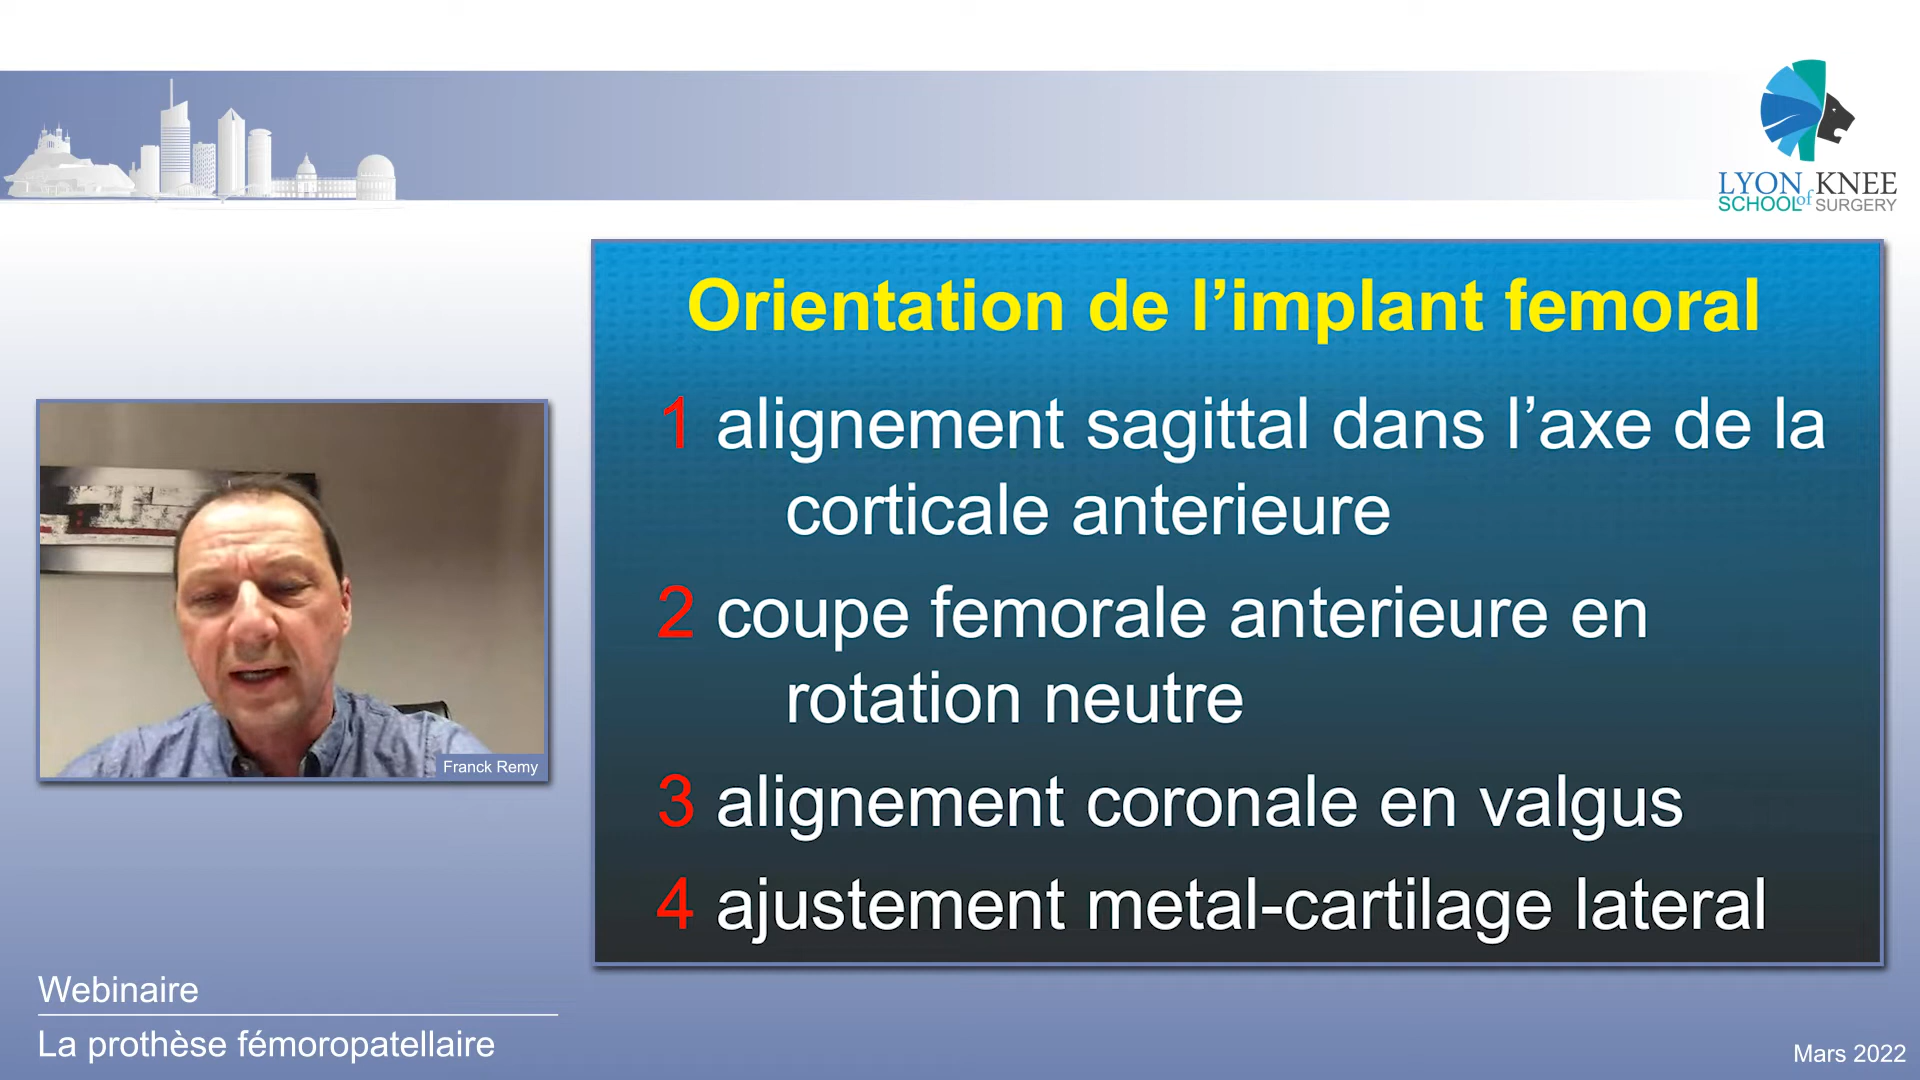 LYON of KNEE
SCHOOL SURGERY
Orientation de l’implant femoral
1 alignement sagittal dans l’axe de la
corticale anterieure
2 coupe femorale anterieure en
rotation neutre
3 alignement coronale en valgus
4 ajustement metal-cartilage lateral
Franck Remy
Webinaire
La prothèse fémoropatellaire
Mars 2022